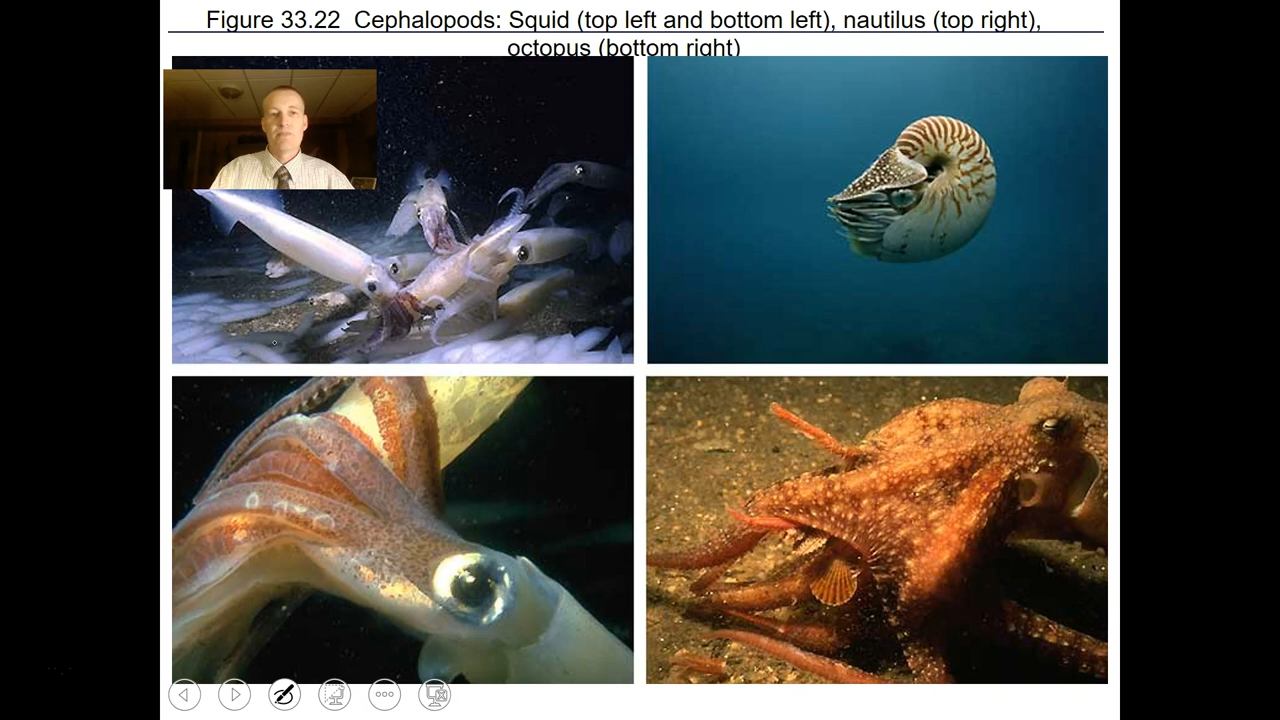 Figure 33.22  Cephalopods: Squid (top left and bottom left), nautilus (top right),
octopus (bottom right)